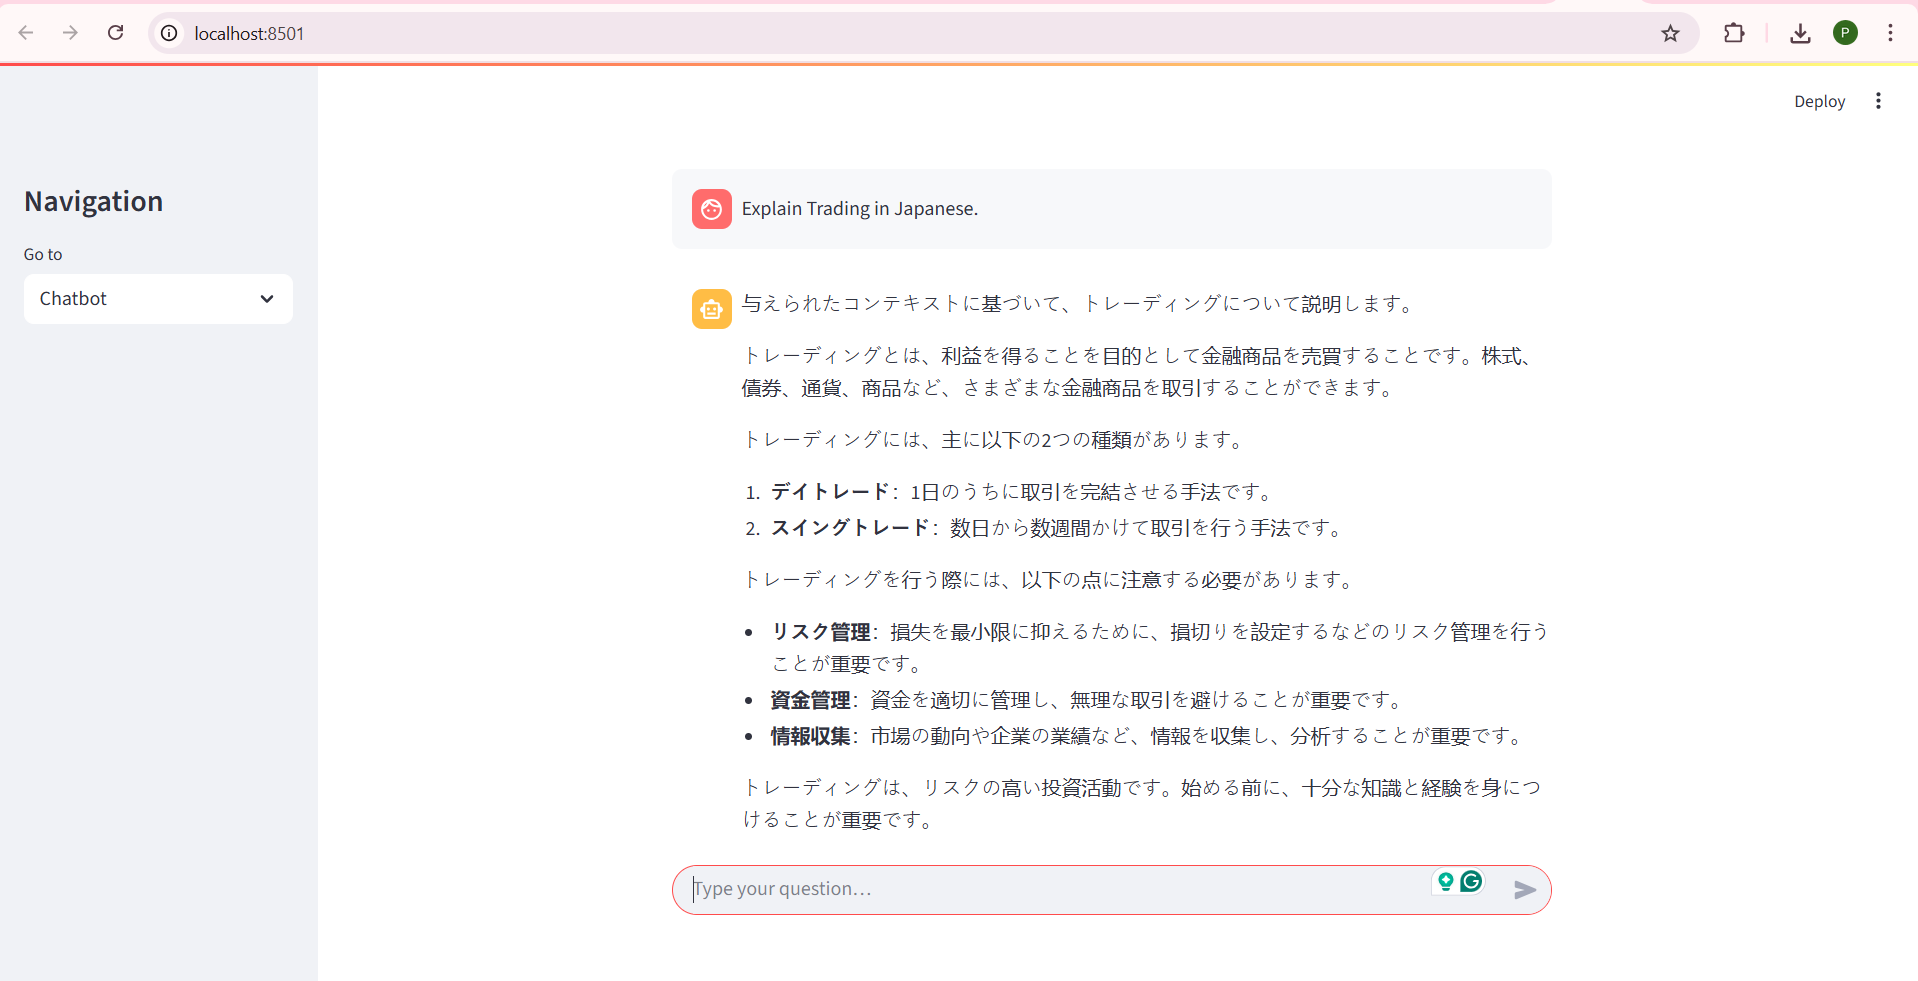 localhost:8501
P
Deploy
Navigation
Go to
Chatbot
Explain Trading in Japanese.
与えられたコンテキストに基づいて、トレーディングについて説明します。
トレーディングとは、利益を得ることを目的として金融商品を売買することです。株式、
債券、通貨、商品など、さまざまな金融商品を取引することができます。
トレーディングには、主に以下の2つの種類があります。
1. デイトレード: 1日のうちに取引を完結させる手法です。
2. スイングトレード: 数日から数週間かけて取引を行う手法です。
トレーディングを行う際には、以下の点に注意する必要があります。
• リスク管理: 損失を最小限に抑えるために、損切りを設定するなどのリスク管理を行う
ことが重要です。
• 資金管理: 資金を適切に管理し、無理な取引を避けることが重要です。
• 情報収集: 市場の動向や企業の業績など、情報を収集し、分析することが重要です。
トレーディングは、リスクの高い投資活動です。始める前に、十分な知識と経験を身につ
けることが重要です。
Type your question...